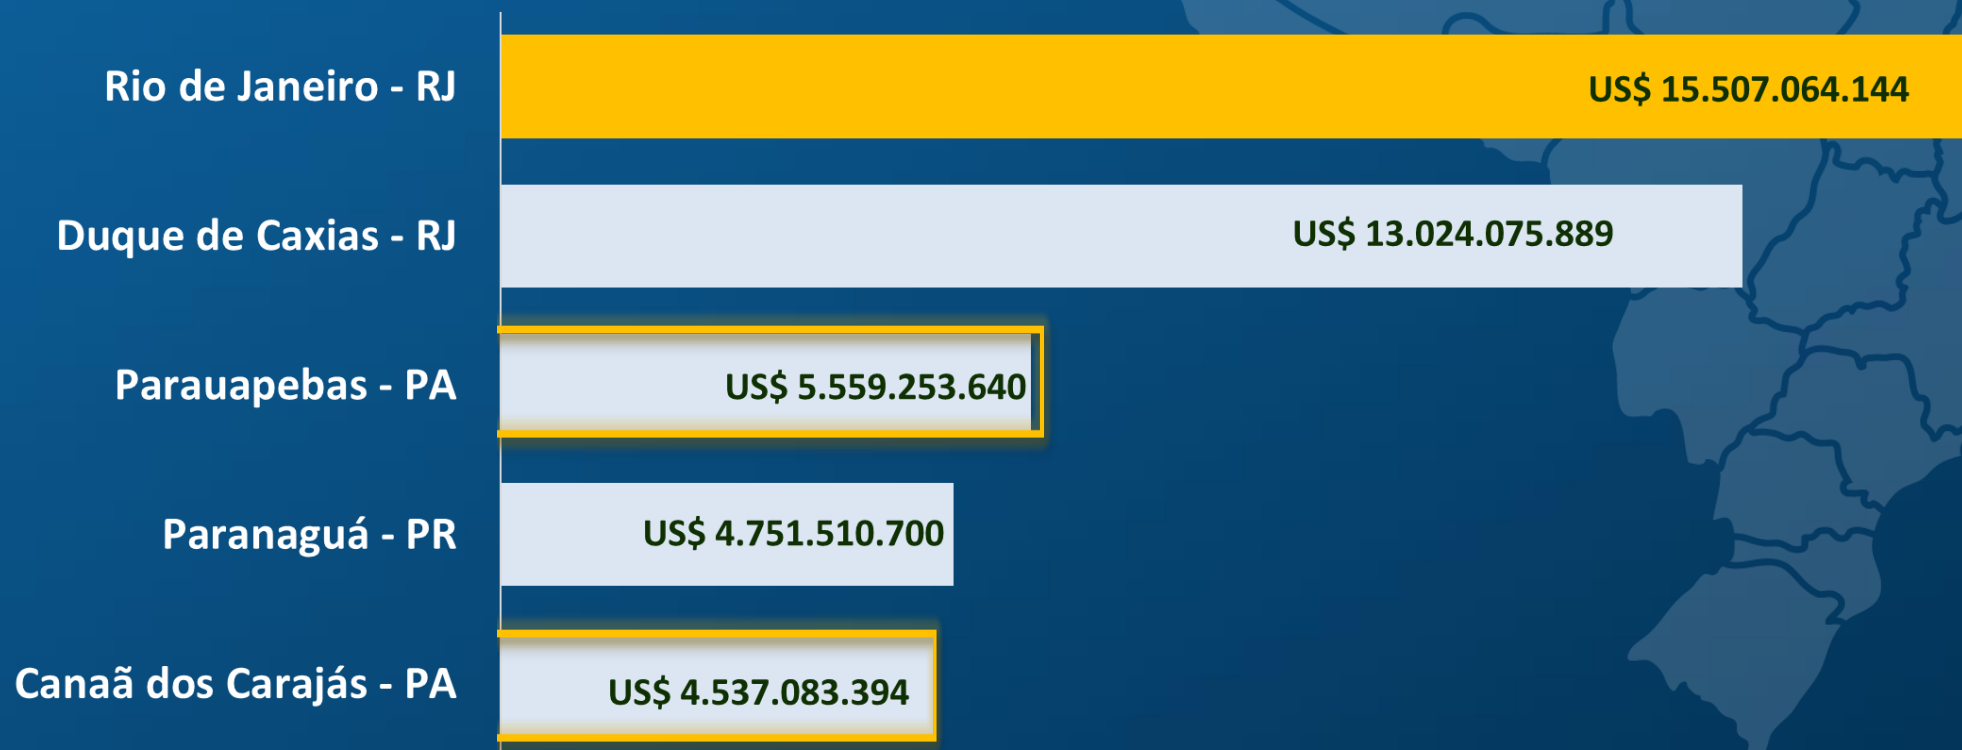 Rio de Janeiro - RJ
US$ 15.507.064.144
Duque de Caxias - RJ
US$ 13.024.075.889
Parauapebas - PA
US$ 5.559.253.640
Paranaguá - PR
US$ 4.751.510.700
Canaã dos Carajás - PA
US$ 4.537.083.394